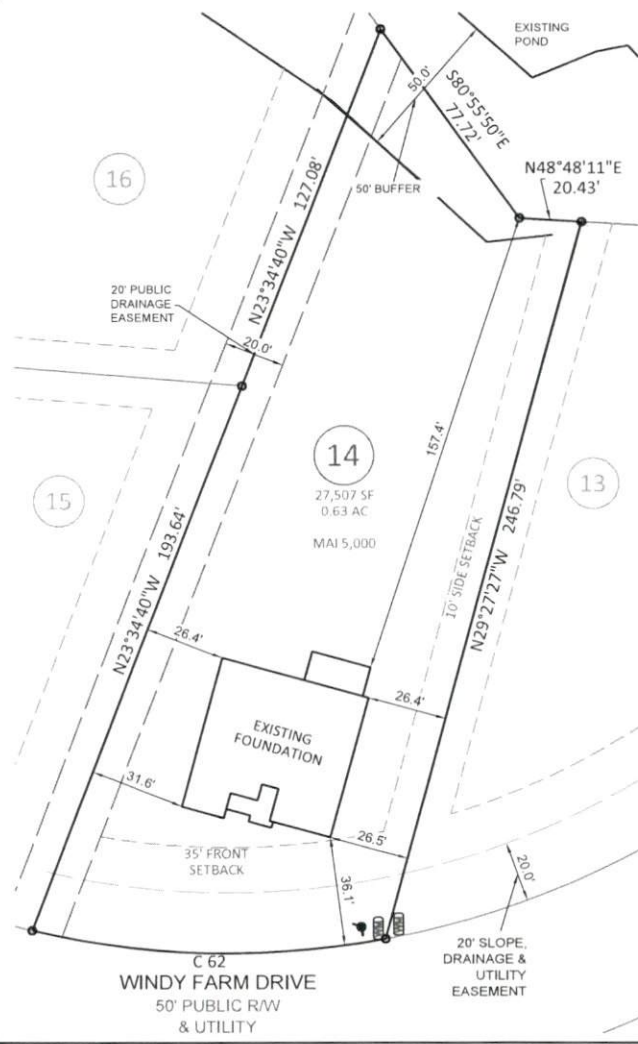 EXISTING
POND
S80°55'50"E
77.72'
50.0'
N48°48'11"E
20.43'
50' BUFFER
16
N23°34'40"W 127.08'
20' PUBLIC
DRAINAGE
EASEMENT
20.0'
157.4'
14
27,507 SF
0.63 AC
MAI 5,000
15
13
N23°34'40"W 193.64'
10' SIDE SETBACK
N29°27'27"W 246.79'
26.4'
26.4'
EXISTING
FOUNDATION
31.6'
26.5'
35' FRONT
SETBACK
36.1'
20.0'
C 62
WINDY FARM DRIVE
50' PUBLIC R/W
& UTILITY
20' SLOPE,
DRAINAGE &
UTILITY
EASEMENT